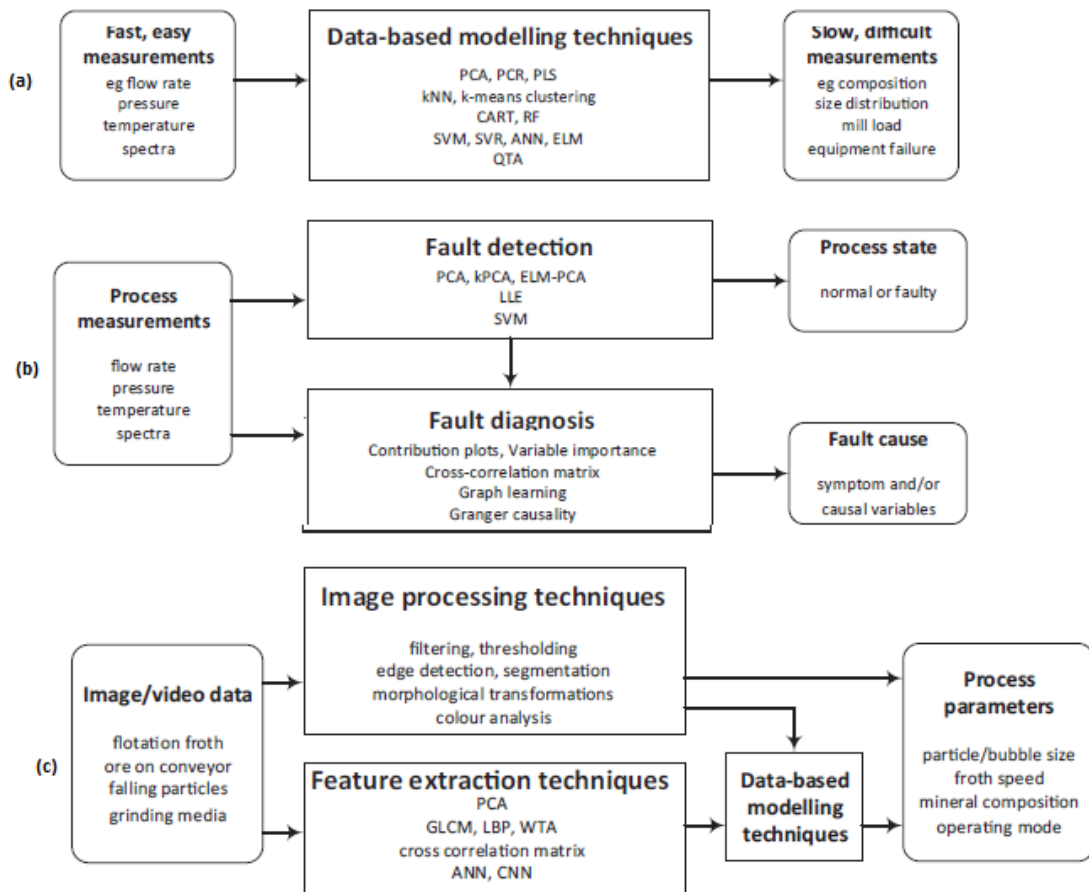 (a)
Fast, easy
measurements
eg flow rate
pressure
temperature
spectra
Data-based modelling techniques
PCA, PCR, PLS
kNN, k-means clustering
CART, RF
SVM, SVR, ANN, ELM
QTA
Slow, difficult
measurements
eg composition
size distribution
mill load
equipment failure
(b)
Process
measurements
flow rate
pressure
temperature
spectra
Fault detection
PCA, kPCA, ELM-PCA
LLE
SVM
Process state
normal or faulty
Fault diagnosis
Contribution plots, Variable importance
Cross-correlation matrix
Graph learning
Granger causality
Fault cause
symptom and/or
causal variables
(c)
Image/video data
flotation froth
ore on conveyor
falling particles
grinding media
Image processing techniques
filtering, thresholding
edge detection, segmentation
morphological transformations
colour analysis
Feature extraction techniques
PCA
GLCM, LBP, WTA
cross correlation matrix
ANN, CNN
Data-based
modelling
techniques
Process
parameters
particle/bubble size
froth speed
mineral composition
operating mode